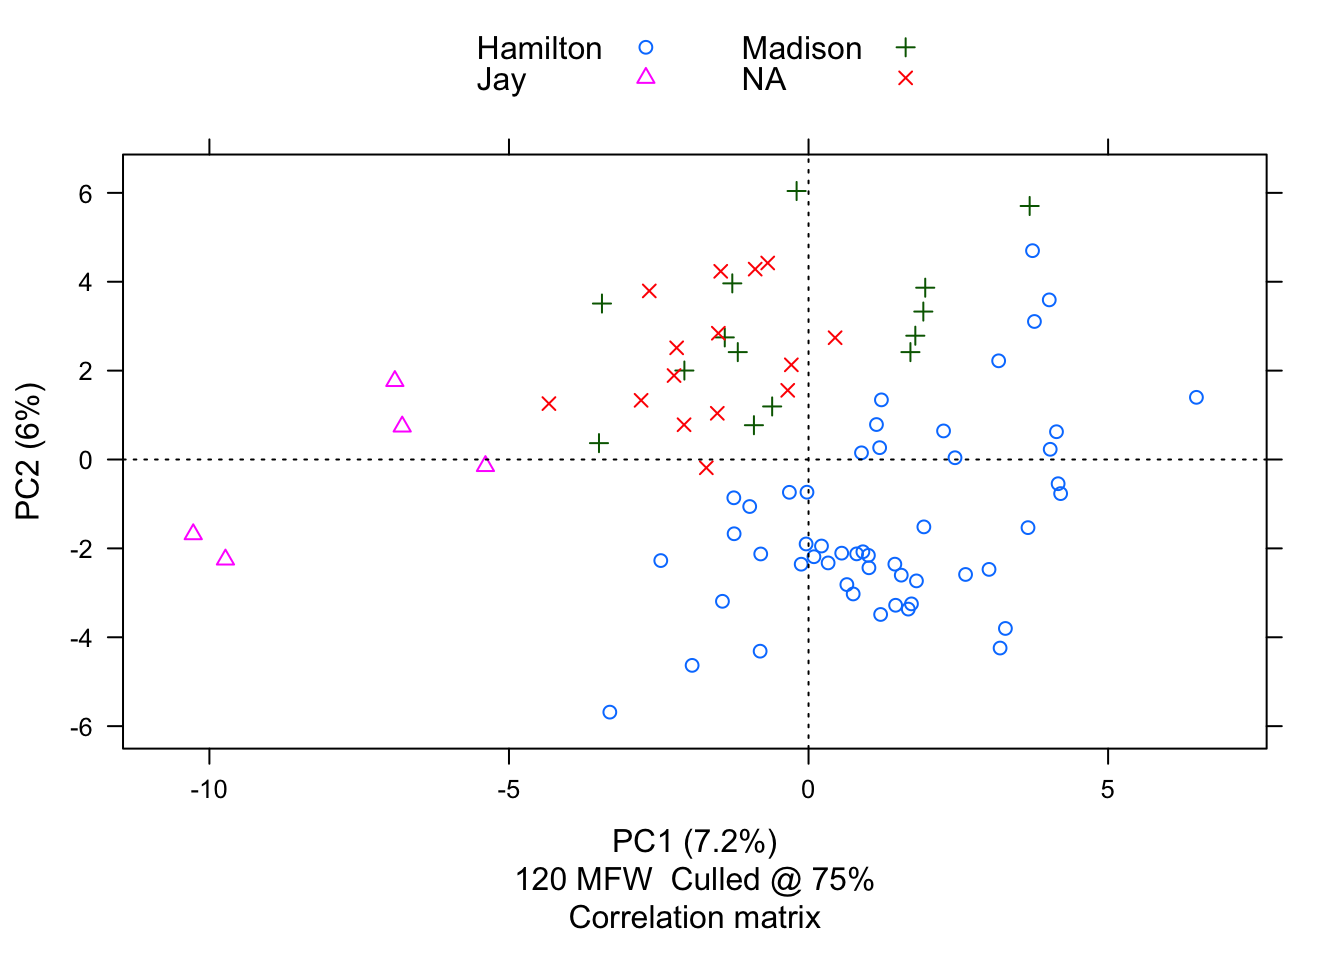 Hamilton Madison
Jay NA
6
4
2
0
-2
-4
-6
PC2 (6%)
-10 -5 0 5
PC1 (7.2%)
120 MFW  Culled @ 75%
Correlation matrix